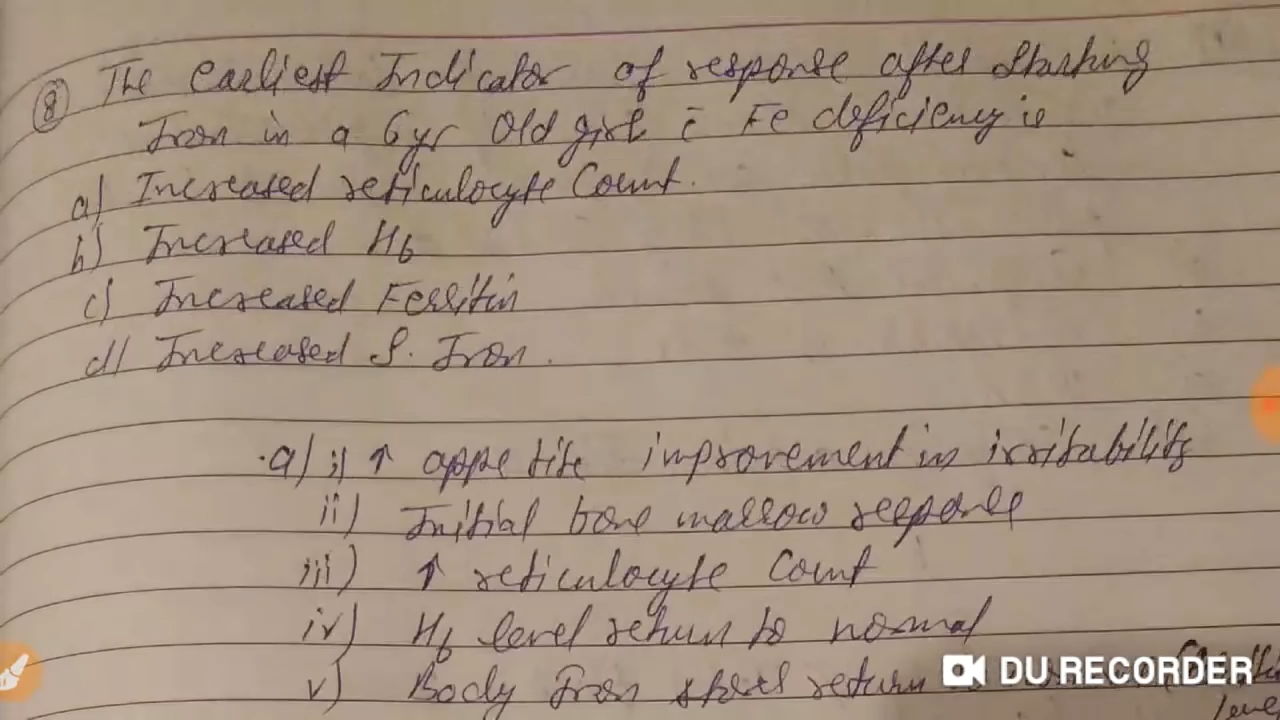 ⑧ The earliest Indicator of response after starting
Iron in a 6yr Old girl c̄ Fe deficiency is
a) Increased reticulocyte Count.
b) Increased Hb
c) Increased Ferritin
d) Increased S. Iron.
a) i) ↑ appetite improvement in irritability
ii) Initial bone marrow response
iii) ↑ reticulocyte Count
iv) Hb level return to normal
v) Body Iron stores return
level
DU RECORDER